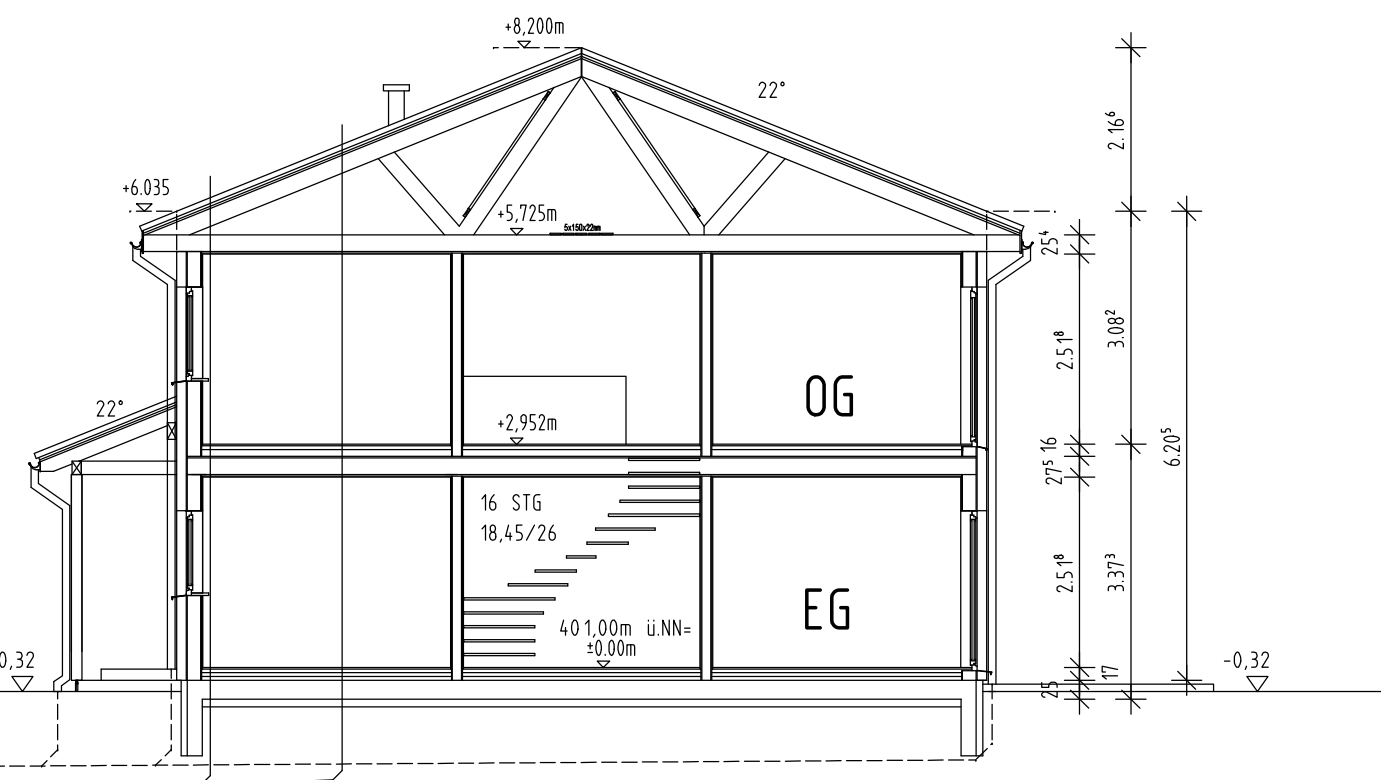 +8,200m
22°
2.16⁶
+6.035
+5,725m
5x150x22mm
25⁴
2.51⁸
3.08²
22°
OG
+2,952m
16
6.20⁵
27⁵
16 STG
18,45/26
2.51⁸
3.37³
EG
401,00m ü.NN=
±0.00m
0,32
-0,32
17
25